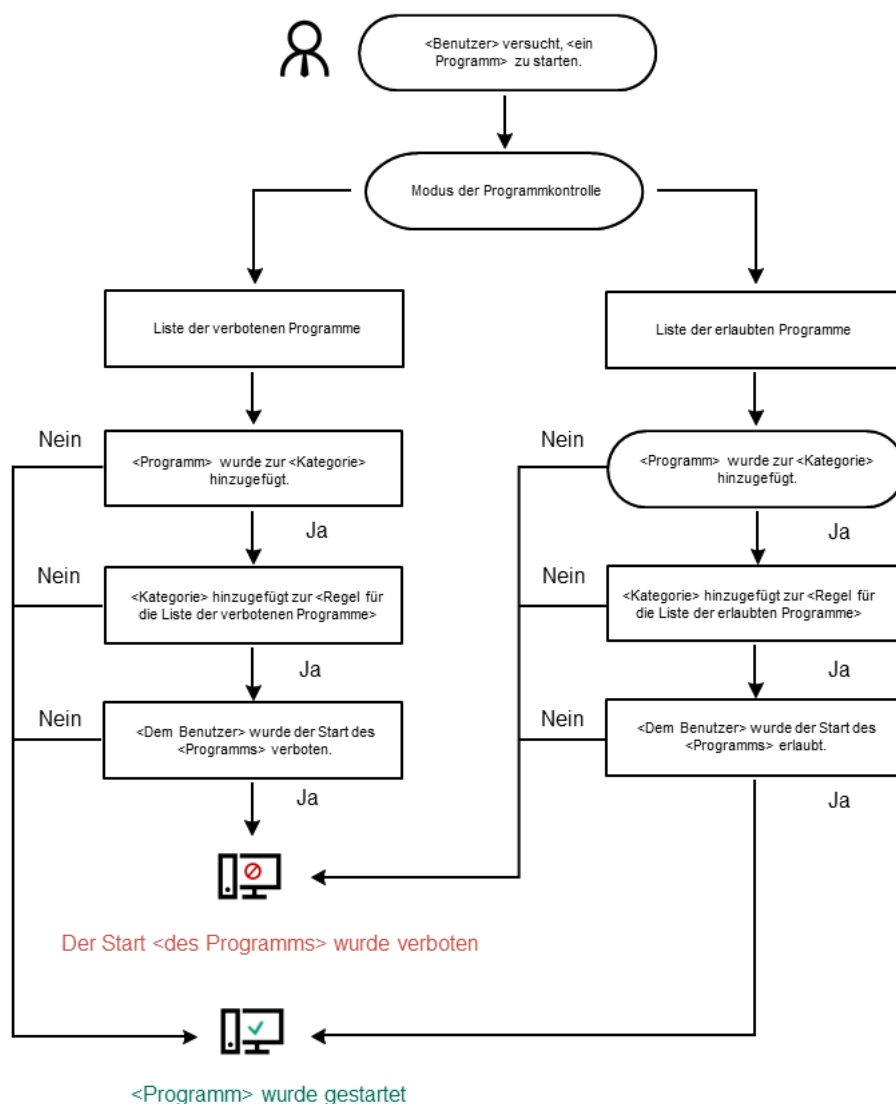 <Benutzer> versucht, <ein
Programm> zu starten.
Modus der Programmkontrolle
Liste der verbotenen Programme
Liste der erlaubten Programme
Nein
<Programm> wurde zur <Kategorie>
hinzugefügt.
Ja
Nein
<Programm> wurde zur <Kategorie>
hinzugefügt.
Ja
Nein
<Kategorie> hinzugefügt zur <Regel für
die Liste der verbotenen Programme>
Ja
Nein
<Kategorie> hinzugefügt zur <Regel für
die Liste der erlaubten Programme>
Ja
Nein
<Dem Benutzer> wurde der Start des
<Programms> verboten.
Ja
Nein
<Dem Benutzer> wurde der Start des
<Programms> erlaubt.
Ja
Der Start <des Programms> wurde verboten
<Programm> wurde gestartet